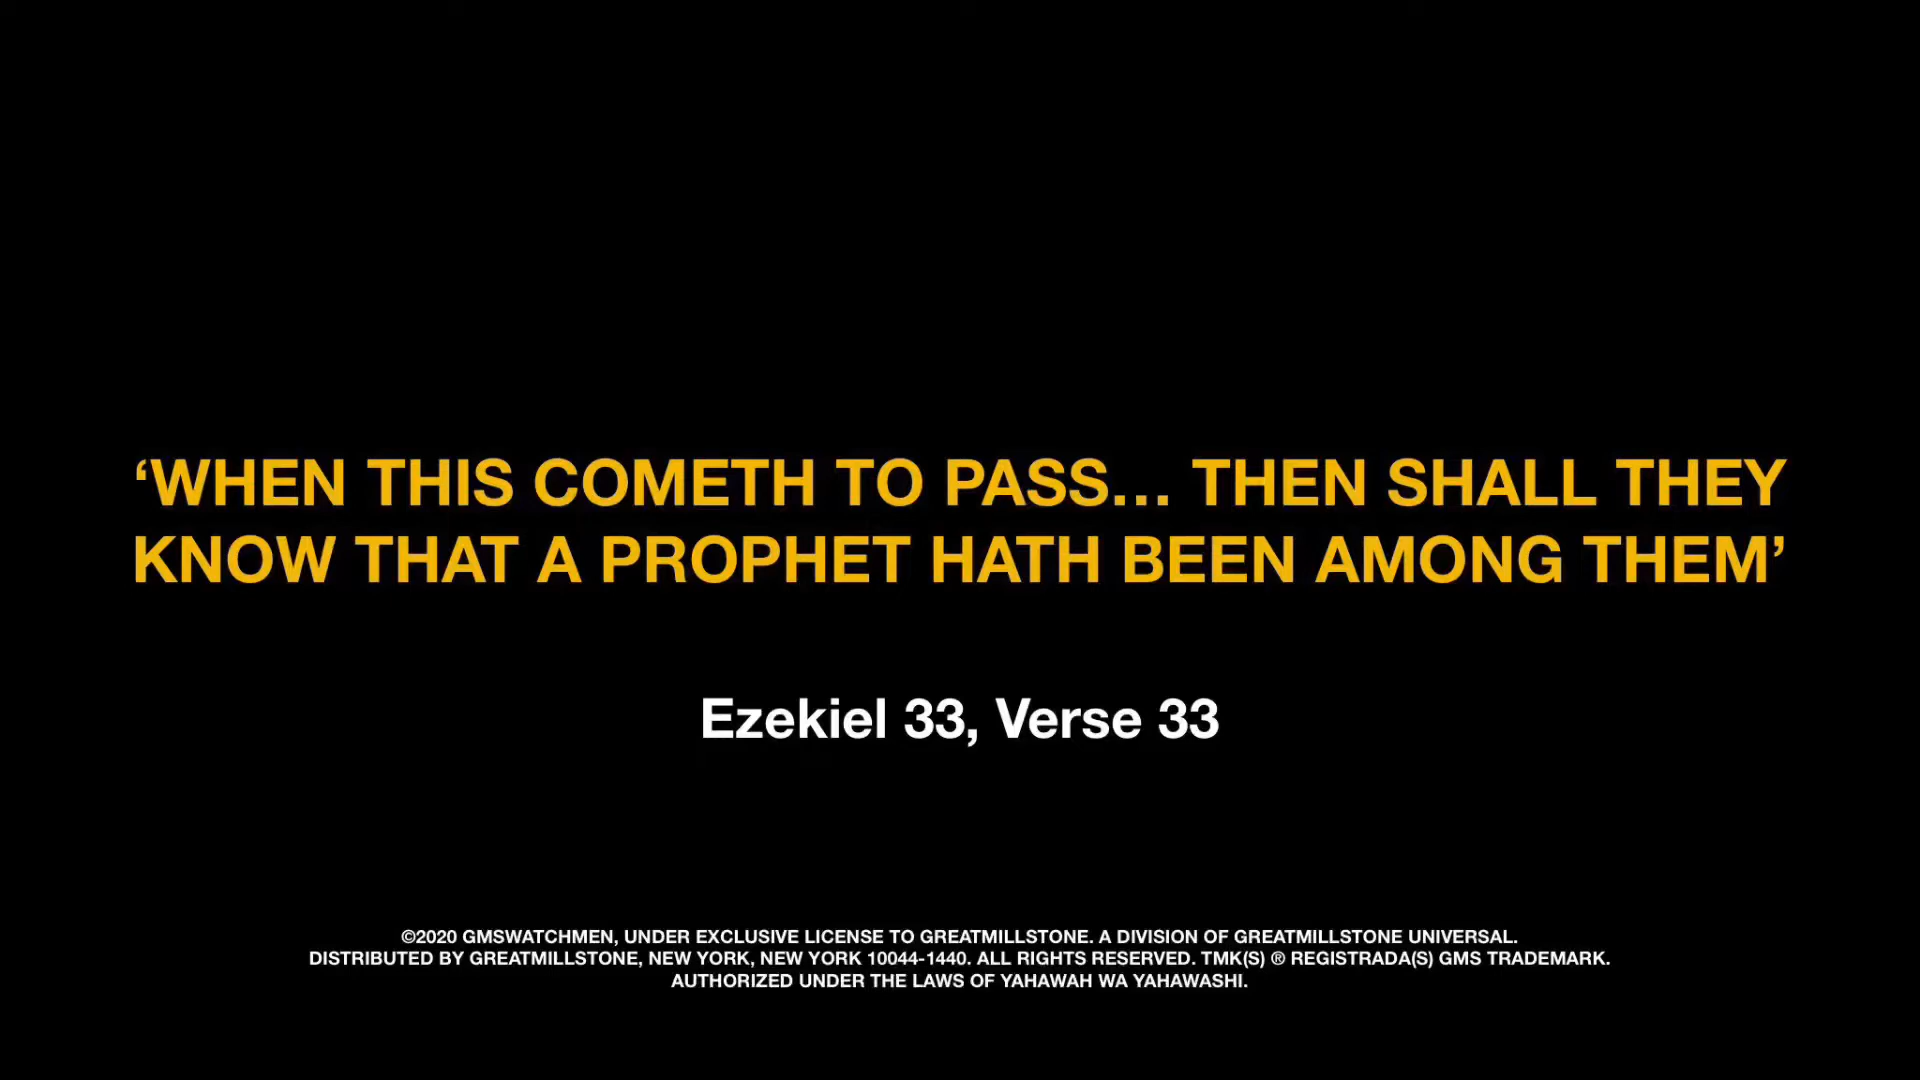 ‘WHEN THIS COMETH TO PASS... THEN SHALL THEY
KNOW THAT A PROPHET HATH BEEN AMONG THEM’
Ezekiel 33, Verse 33
©2020 GMSWATCHMEN, UNDER EXCLUSIVE LICENSE TO GREATMILLSTONE. A DIVISION OF GREATMILLSTONE UNIVERSAL.
DISTRIBUTED BY GREATMILLSTONE, NEW YORK, NEW YORK 10044-1440. ALL RIGHTS RESERVED. TMK(S) ® REGISTRADA(S) GMS TRADEMARK.
AUTHORIZED UNDER THE LAWS OF YAHAWAH WA YAHAWASHI.